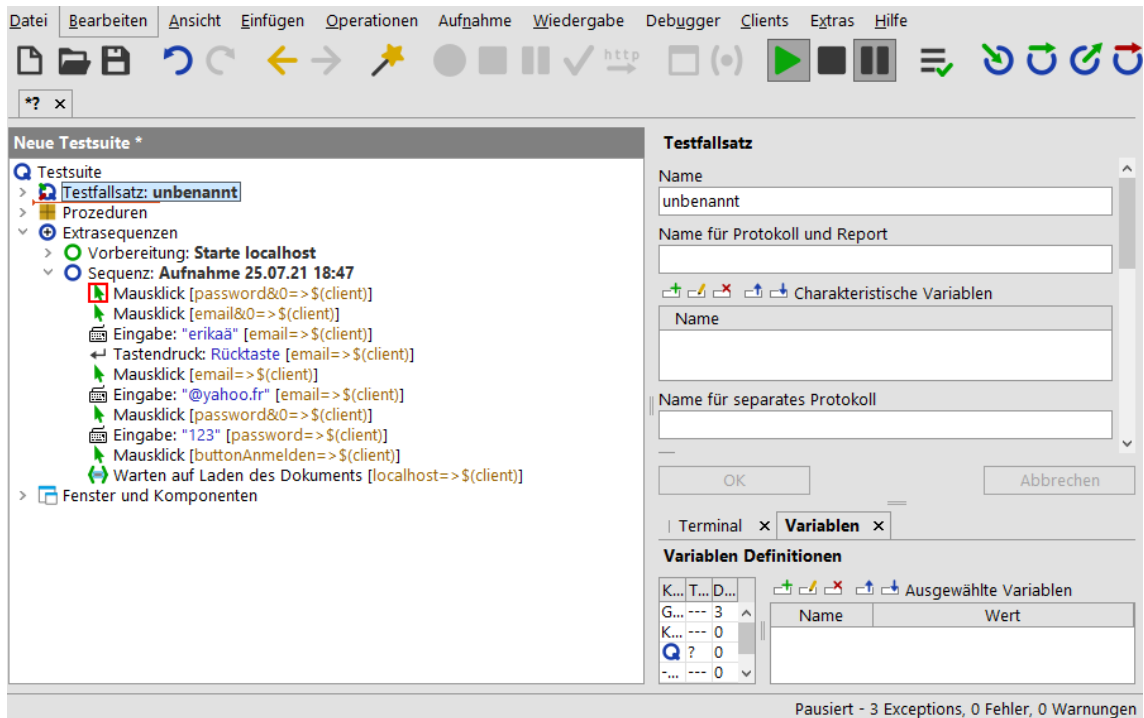 Datei Bearbeiten Ansicht Einfügen Operationen Aufnahme Wiedergabe Debugger Clients Extras Hilfe
http
*? ×
Neue Testsuite *
Testsuite
Testfallsatz: unbenannt
Prozeduren
Extrasequenzen
Vorbereitung: Starte localhost
Sequenz: Aufnahme 25.07.21 18:47
Mausklick [password&0=>$(client)]
Mausklick [email&0=>$(client)]
Eingabe: "erikaä" [email=>$(client)]
Tastendruck: Rücktaste [email=>$(client)]
Mausklick [email=>$(client)]
Eingabe: "@yahoo.fr" [email=>$(client)]
Mausklick [password&0=>$(client)]
Eingabe: "123" [password=>$(client)]
Mausklick [buttonAnmelden=>$(client)]
Warten auf Laden des Dokuments [localhost=>$(client)]
Fenster und Komponenten
Testfallsatz
Name
unbenannt
Name für Protokoll und Report
Charakteristische Variablen
Name
Name für separates Protokoll
OK Abbrechen
Terminal × Variablen ×
Variablen Definitionen
K... T... D...
G... --- 3
K... --- 0
? 0
-... --- 0
Ausgewählte Variablen
Name Wert
Pausiert - 3 Exceptions, 0 Fehler, 0 Warnungen